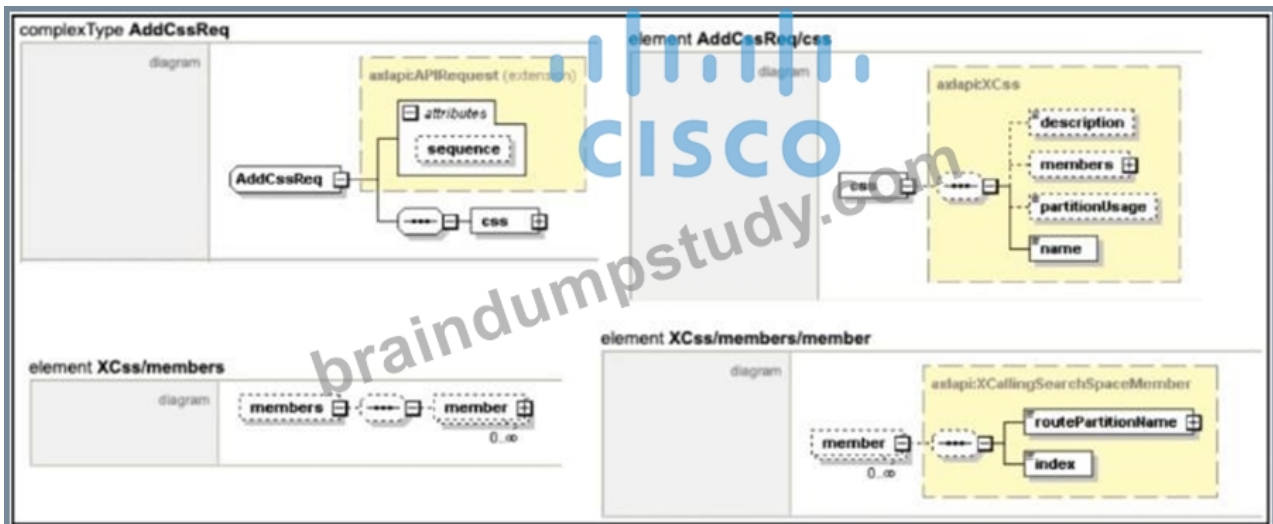 complexType AddCssReq
diagram
axlapi:APIRequest (extension)
attributes
sequence
AddCssReq
css
element AddCssReq/css
diagram
axlapi:XCss
description
members
partitionUsage
name
css
CISCO
braindumpstudy.com
element XCss/members
diagram
members
member
0..∞
element XCss/members/member
diagram
axlapi:XCallingSearchSpaceMember
routePartitionName
member
index
0..∞